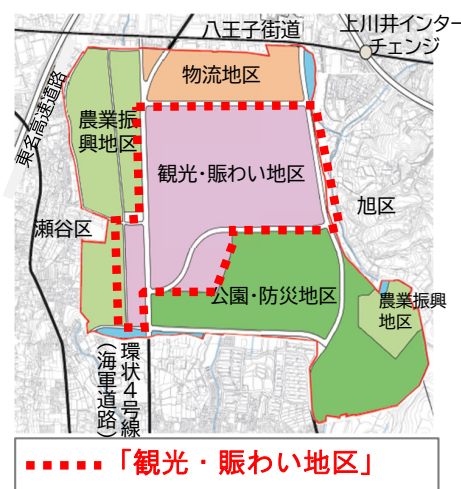 八王子街道
上川井インター
チェンジ
東名高速道路
物流地区
農業振
興地区
観光・賑わい地区
旭区
瀬谷区
公園・防災地区
農業振興
地区
環状4号線
(海軍道路)
「観光・賑わい地区」